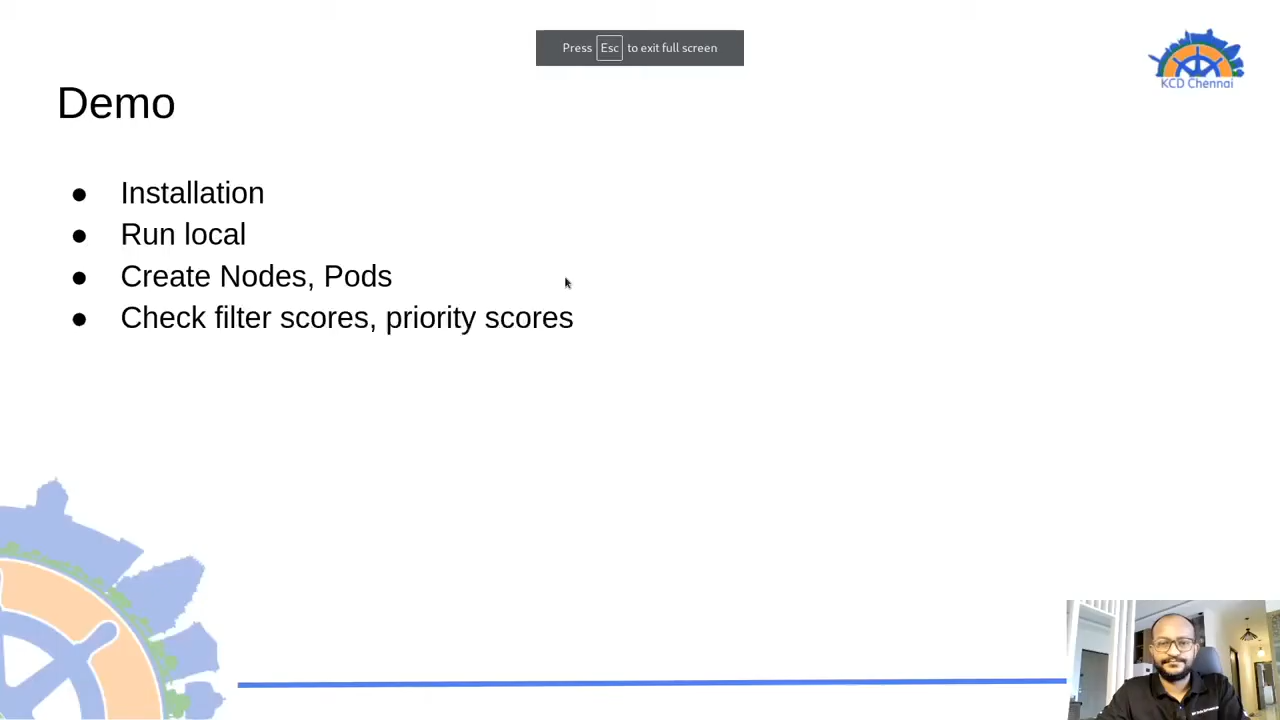 Press Esc to exit full screen
KCD Chennai
Demo
● Installation
● Run local
● Create Nodes, Pods
● Check filter scores, priority scores